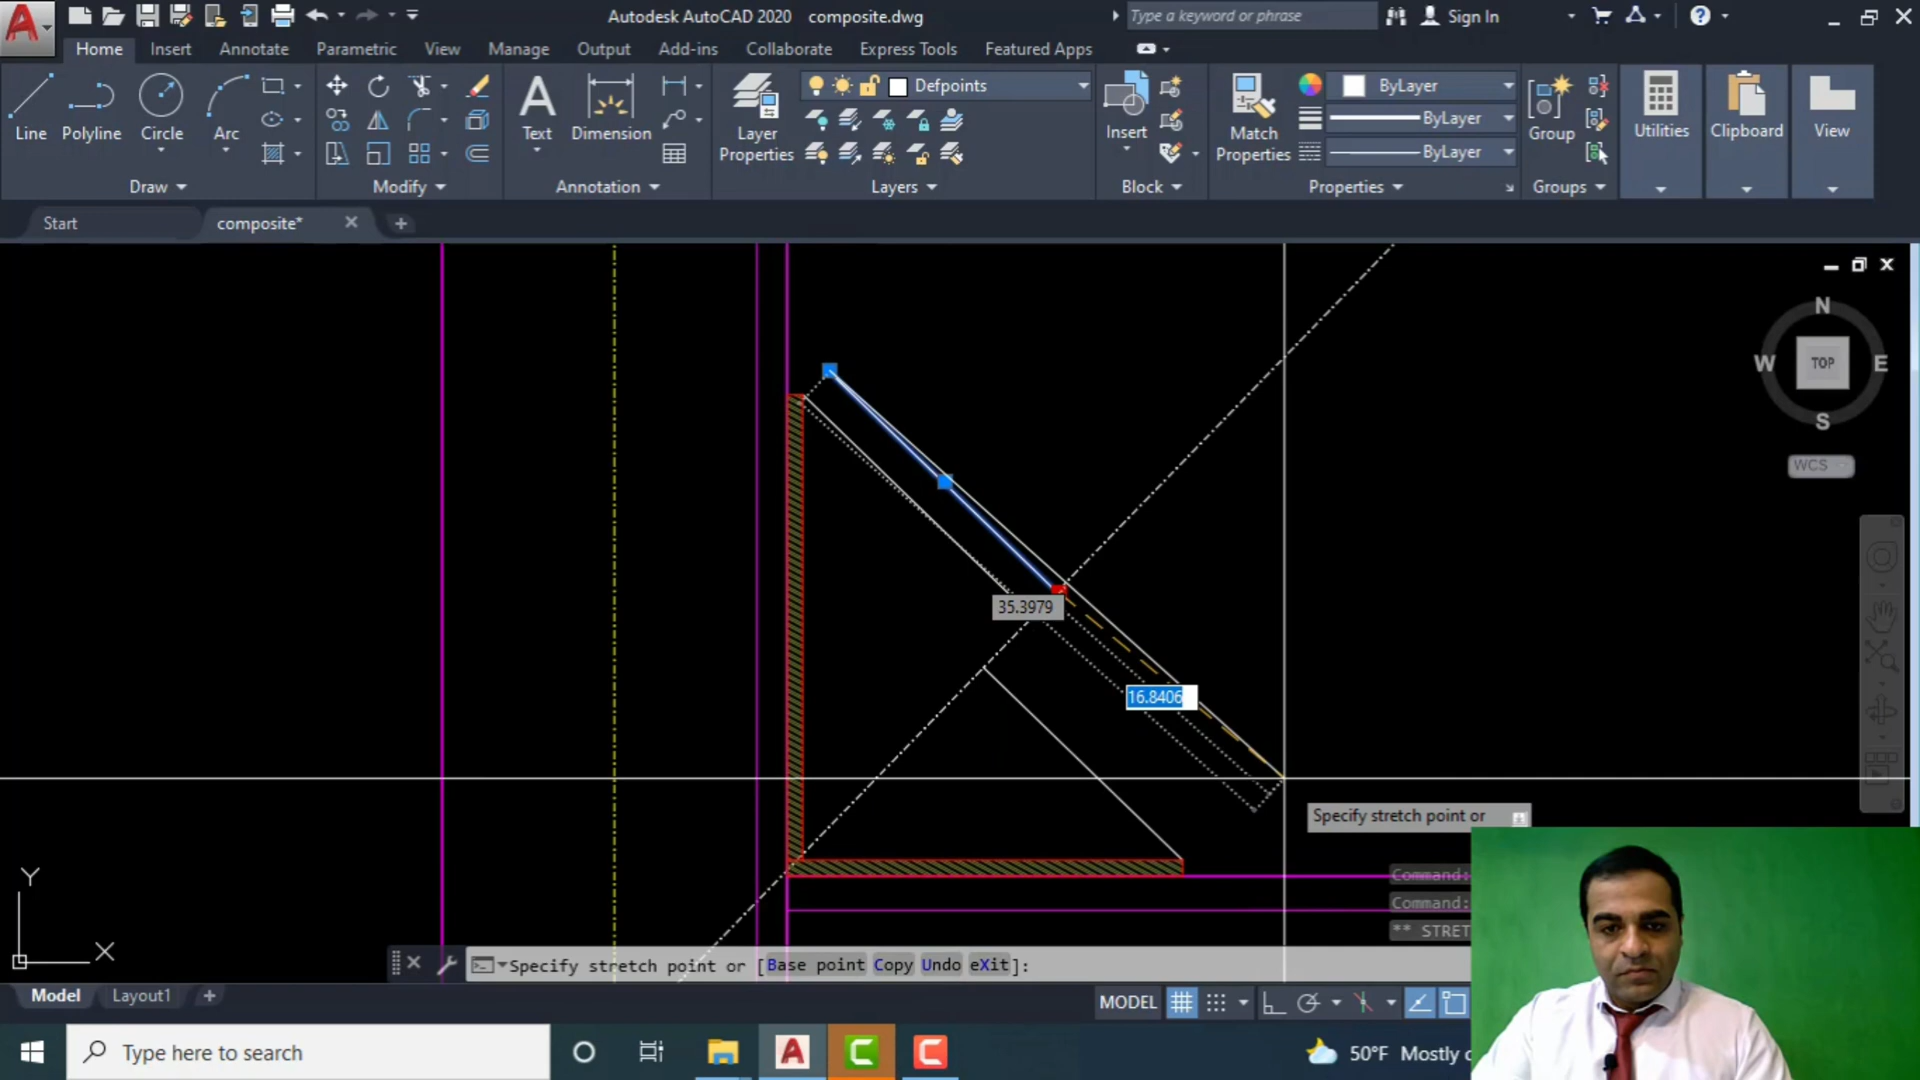 Autodesk AutoCAD 2020 composite.dwg
Type a keyword or phrase
Sign In
Home Insert Annotate Parametric View Manage Output Add-ins Collaborate Express Tools Featured Apps
Line Polyline Circle Arc
Draw
Modify
Text Dimension
Annotation
Layer Properties
Defpoints
Layers
Insert
Block
Match Properties
ByLayer
ByLayer
ByLayer
Properties
Group
Groups
Utilities
Clipboard
View
Start composite*
N
W TOP E
S
WCS
35.3979
16.8406
Specify stretch point or
Command:
Command:
** STRET
Y
X
Specify stretch point or [Base point Copy Undo eXit]:
Model Layout1
MODEL
Type here to search
50°F Mostly